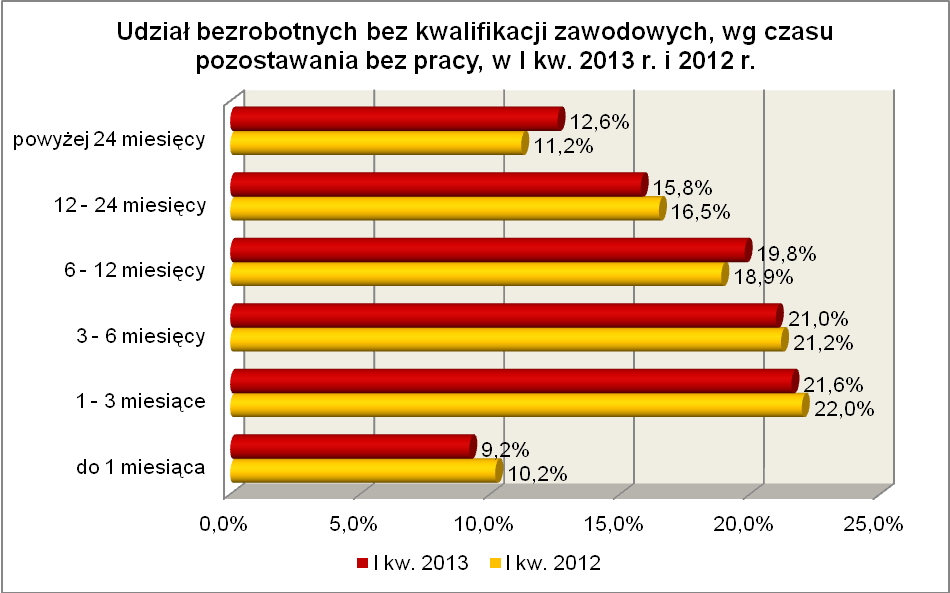 Udział bezrobotnych bez kwalifikacji zawodowych, wg czasu
pozostawania bez pracy, w I kw. 2013 r. i 2012 r.
powyżej 24 miesięcy
12,6%
11,2%
12 - 24 miesięcy
15,8%
16,5%
6 - 12 miesięcy
19,8%
18,9%
3 - 6 miesięcy
21,0%
21,2%
1 - 3 miesiące
21,6%
22,0%
do 1 miesiąca
9,2%
10,2%
0,0% 5,0% 10,0% 15,0% 20,0% 25,0%
I kw. 2013 I kw. 2012